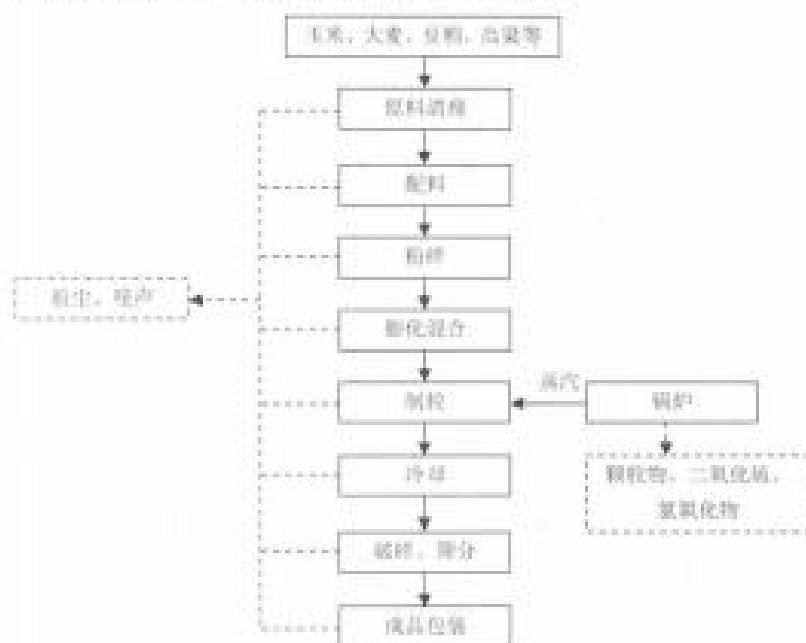 玉米、大麦、豆粕、高粱等
原料清理
配料
粉碎
粉尘、噪声
膨化混合
蒸汽
制粒
锅炉
冷却
颗粒物、二氧化硫、
氮氧化物
破碎、筛分
成品包装